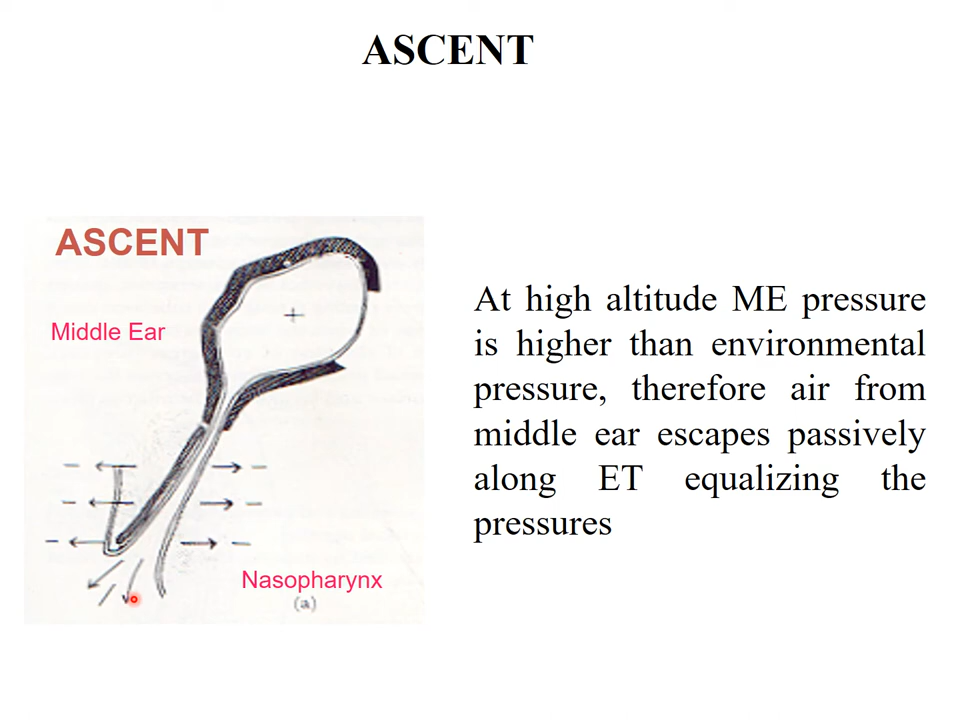 ASCENT
ASCENT
Middle Ear
Nasopharynx
(a)
At high altitude ME pressure
is higher than environmental
pressure, therefore air from
middle ear escapes passively
along ET equalizing the
pressures